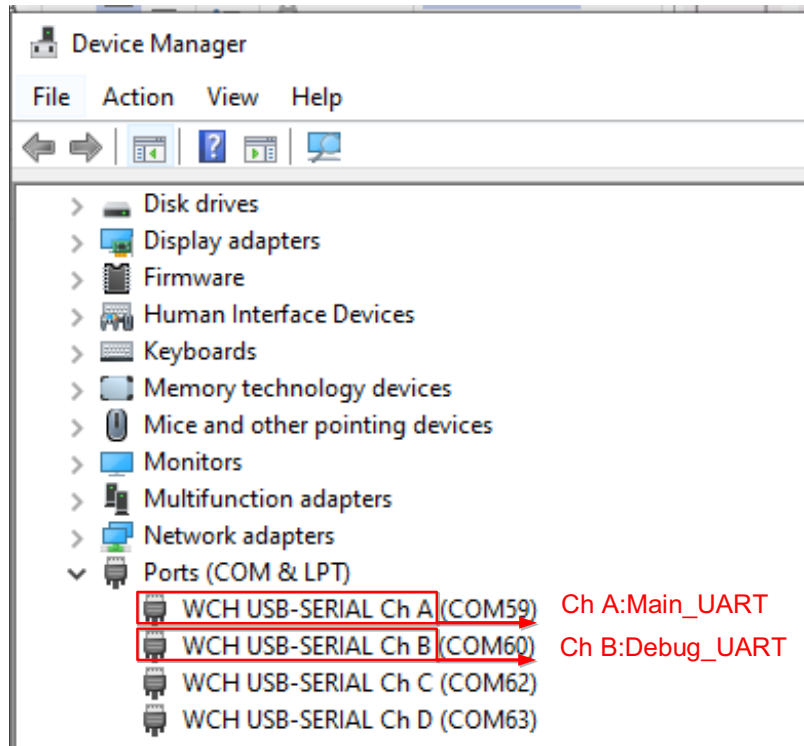 Device Manager
File Action View Help
Disk drives
Display adapters
Firmware
Human Interface Devices
Keyboards
Memory technology devices
Mice and other pointing devices
Monitors
Multifunction adapters
Network adapters
Ports (COM & LPT)
WCH USB-SERIAL Ch A (COM59) Ch A:Main_UART
WCH USB-SERIAL Ch B (COM60) Ch B:Debug_UART
WCH USB-SERIAL Ch C (COM62)
WCH USB-SERIAL Ch D (COM63)